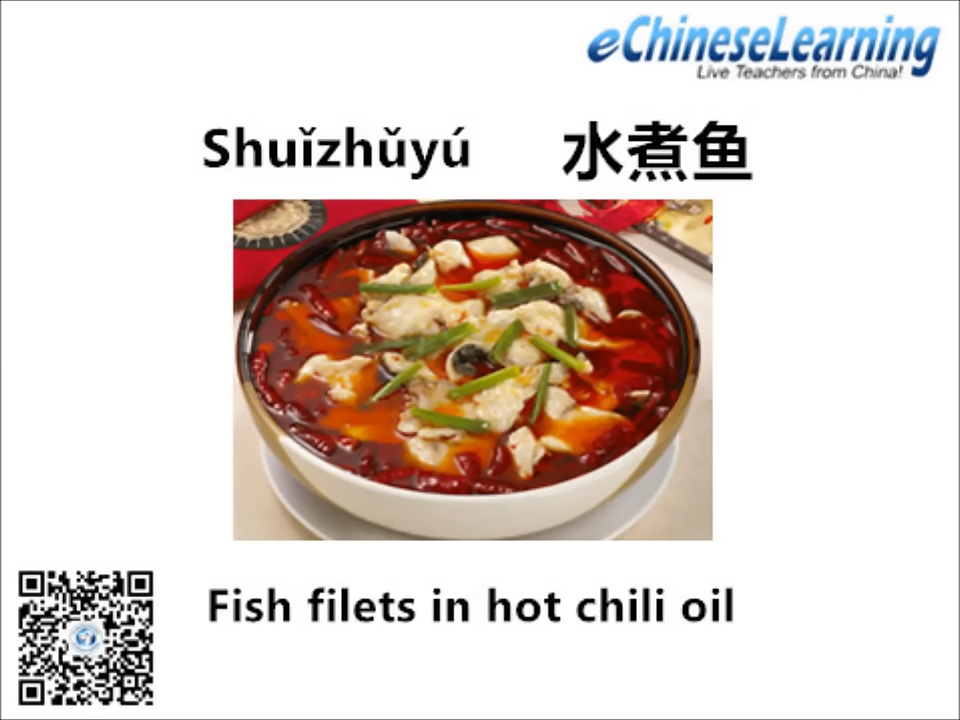 eChineseLearning
Live Teachers from China!
Shuǐzhǔyú 水煮鱼
Fish filets in hot chili oil